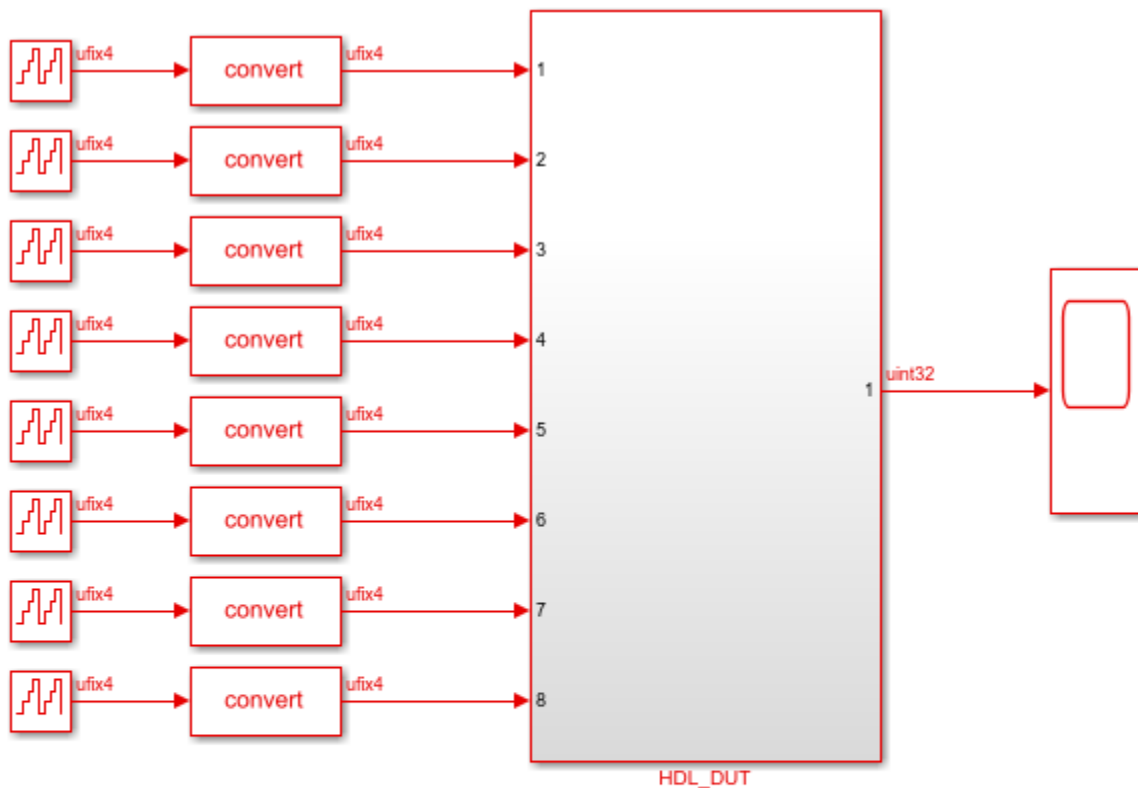 ufix4 convert ufix4 1
ufix4 convert ufix4 2
ufix4 convert ufix4 3
ufix4 convert ufix4 4
1 uint32
ufix4 convert ufix4 5
ufix4 convert ufix4 6
ufix4 convert ufix4 7
ufix4 convert ufix4 8
HDL_DUT